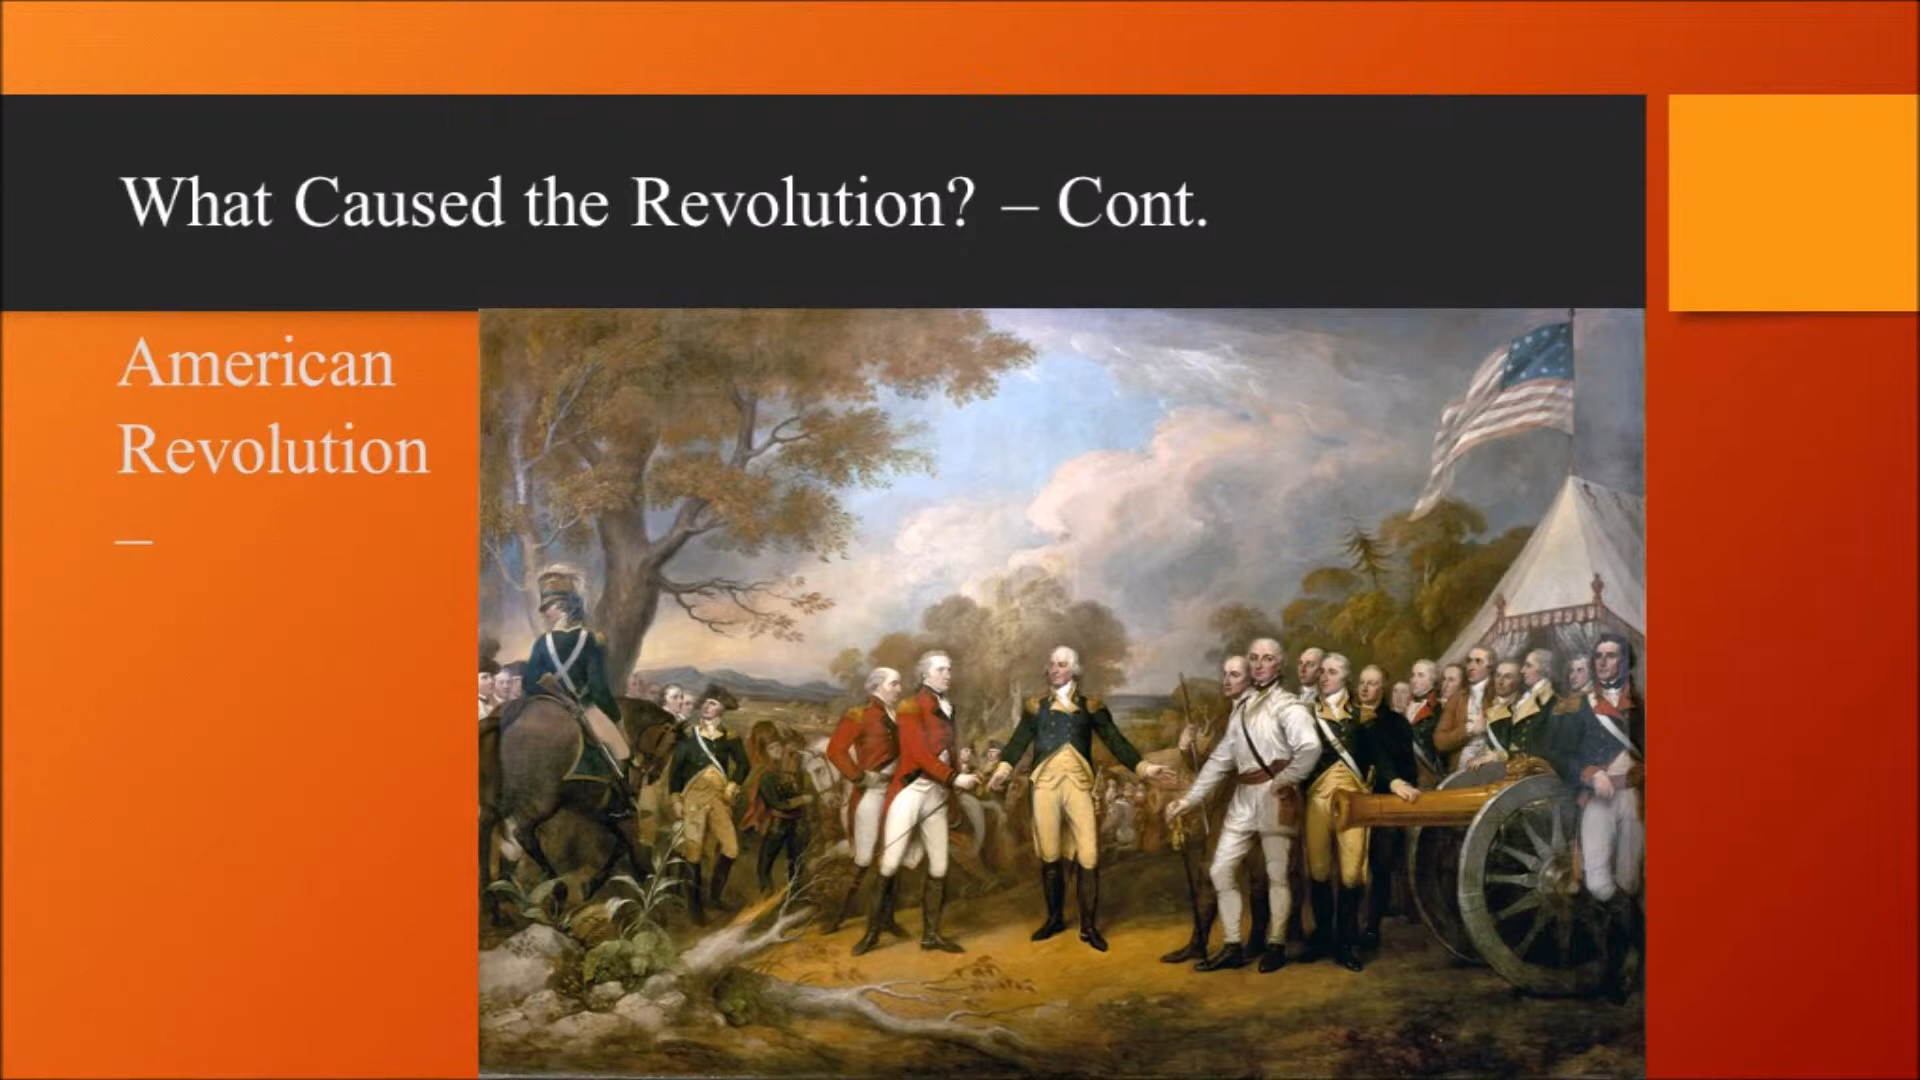 What Caused the Revolution? – Cont.
American
Revolution
–